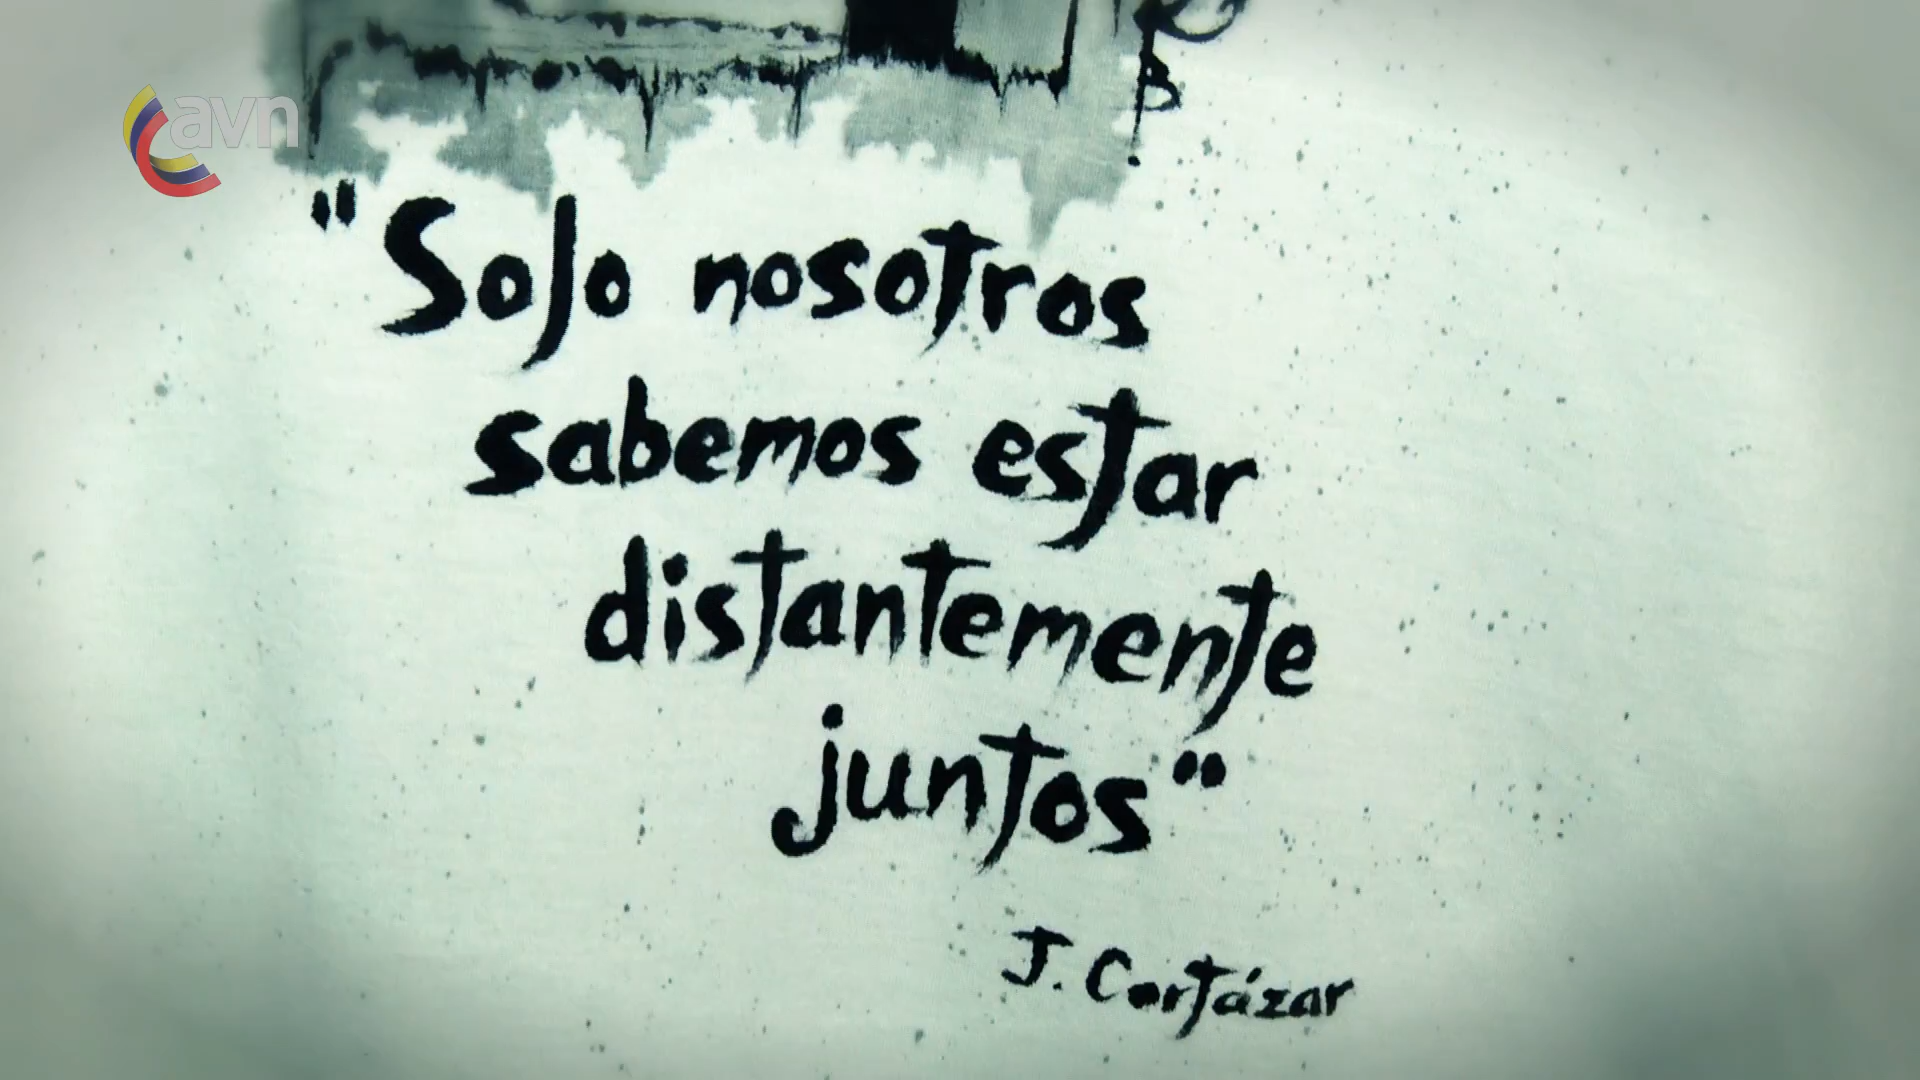 avn
B
"Solo nosotros
sabemos estar
distantemente
juntos"
J. Cortázar